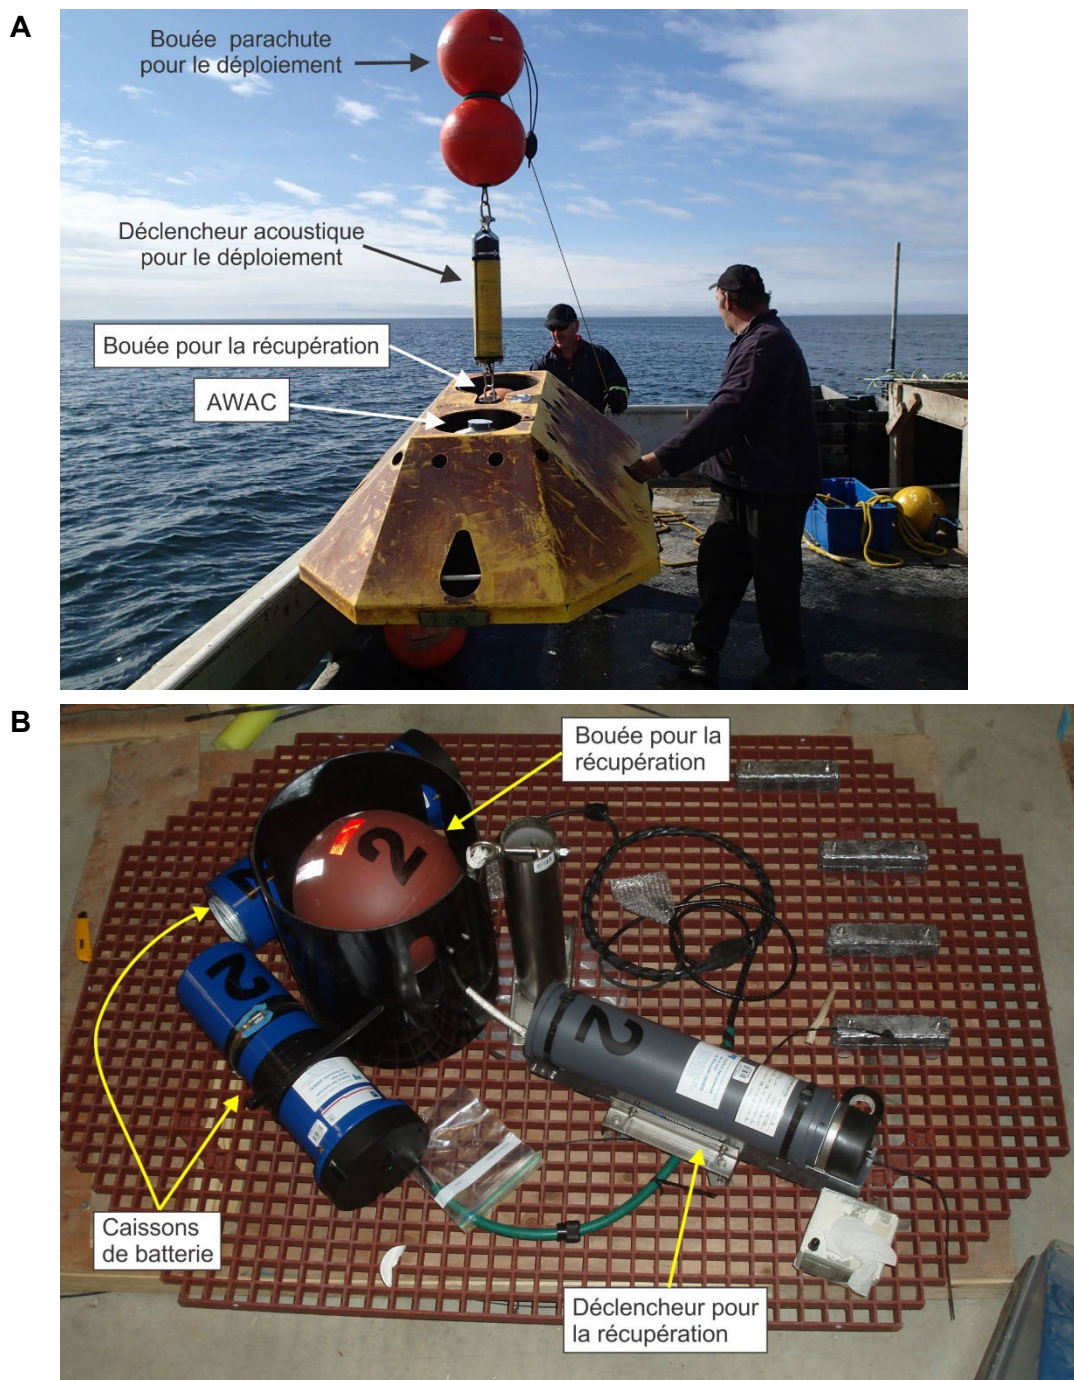 A
Bouée parachute
pour le déploiement
Déclencheur acoustique
pour le déploiement
Bouée pour la récupération
AWAC
B
Bouée pour la
récupération
2
2
2
Caissons
de batterie
Déclencheur pour
la récupération